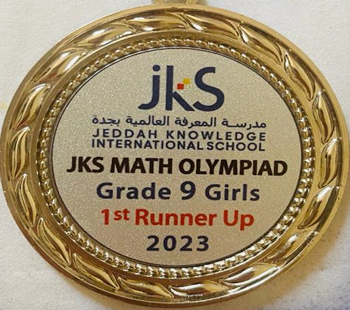 jks
مدرسة المعرفة العالمية بجدة
JEDDAH KNOWLEDGE
INTERNATIONAL SCHOOL
JKS MATH OLYMPIAD
Grade 9 Girls
1st Runner Up
2023